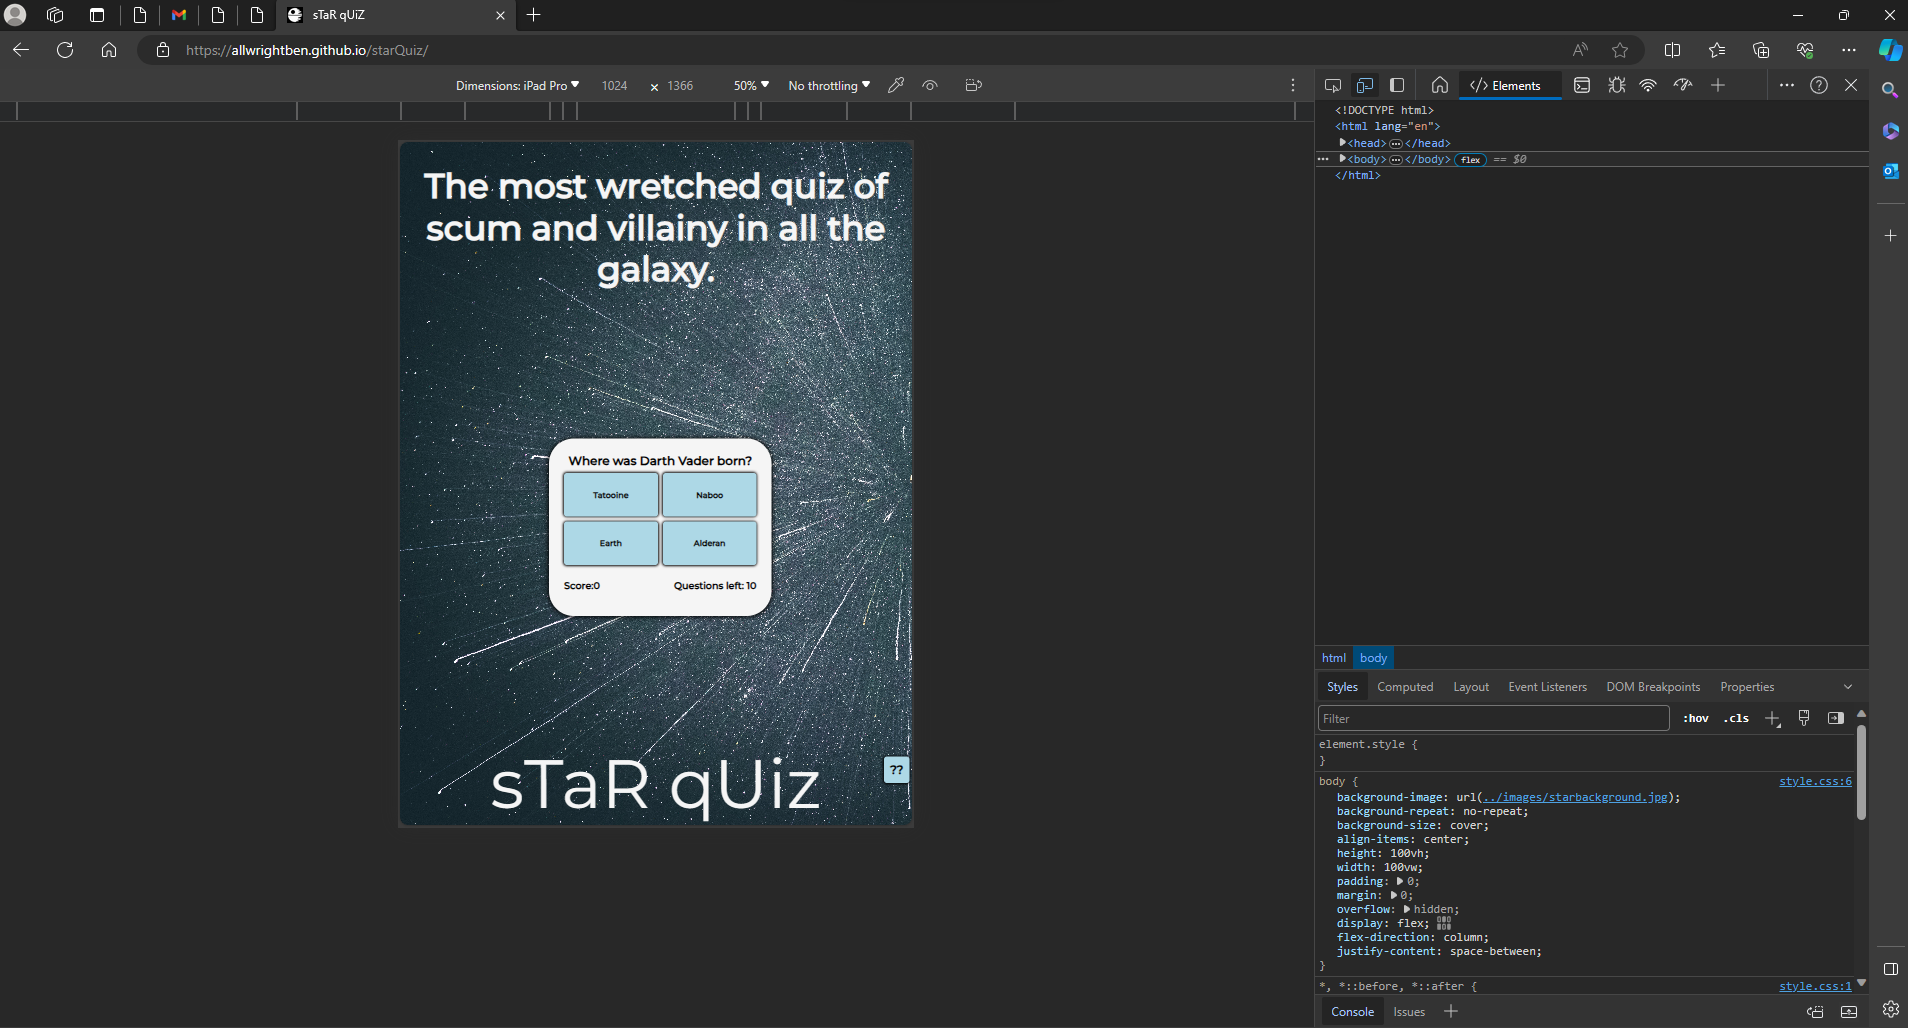 sTaR qUiZ
https://allwrightben.github.io/starQuiz/
Dimensions: iPad Pro 1024 × 1366 50% No throttling
Elements
<!DOCTYPE html>
<html lang="en">
<head> … </head>
<body> … </body> flex == $0
</html>
The most wretched quiz of
scum and villainy in all the
galaxy.
Where was Darth Vader born?
Tatooine Naboo
Earth Alderan
Score:0 Questions left: 10
??
sTaR qUiz
html body
Styles Computed Layout Event Listeners DOM Breakpoints Properties
Filter :hov .cls
element.style {
}
body { style.css:6
background-image: url(../images/starbackground.jpg);
background-repeat: no-repeat;
background-size: cover;
align-items: center;
height: 100vh;
width: 100vw;
padding: 0;
margin: 0;
overflow: hidden;
display: flex;
flex-direction: column;
justify-content: space-between;
}
*, *::before, *::after { style.css:1
Console Issues